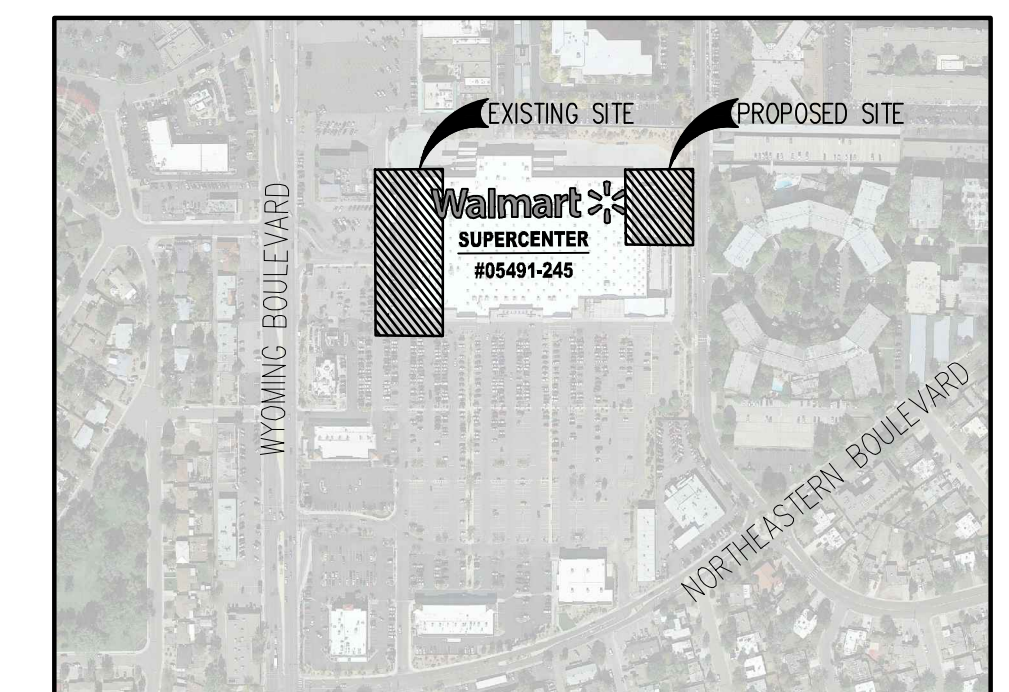 EXISTING SITE
PROPOSED SITE
Walmart
SUPERCENTER
#05491-245
WYOMING BOULEVARD
NORTHEASTERN BOULEVARD